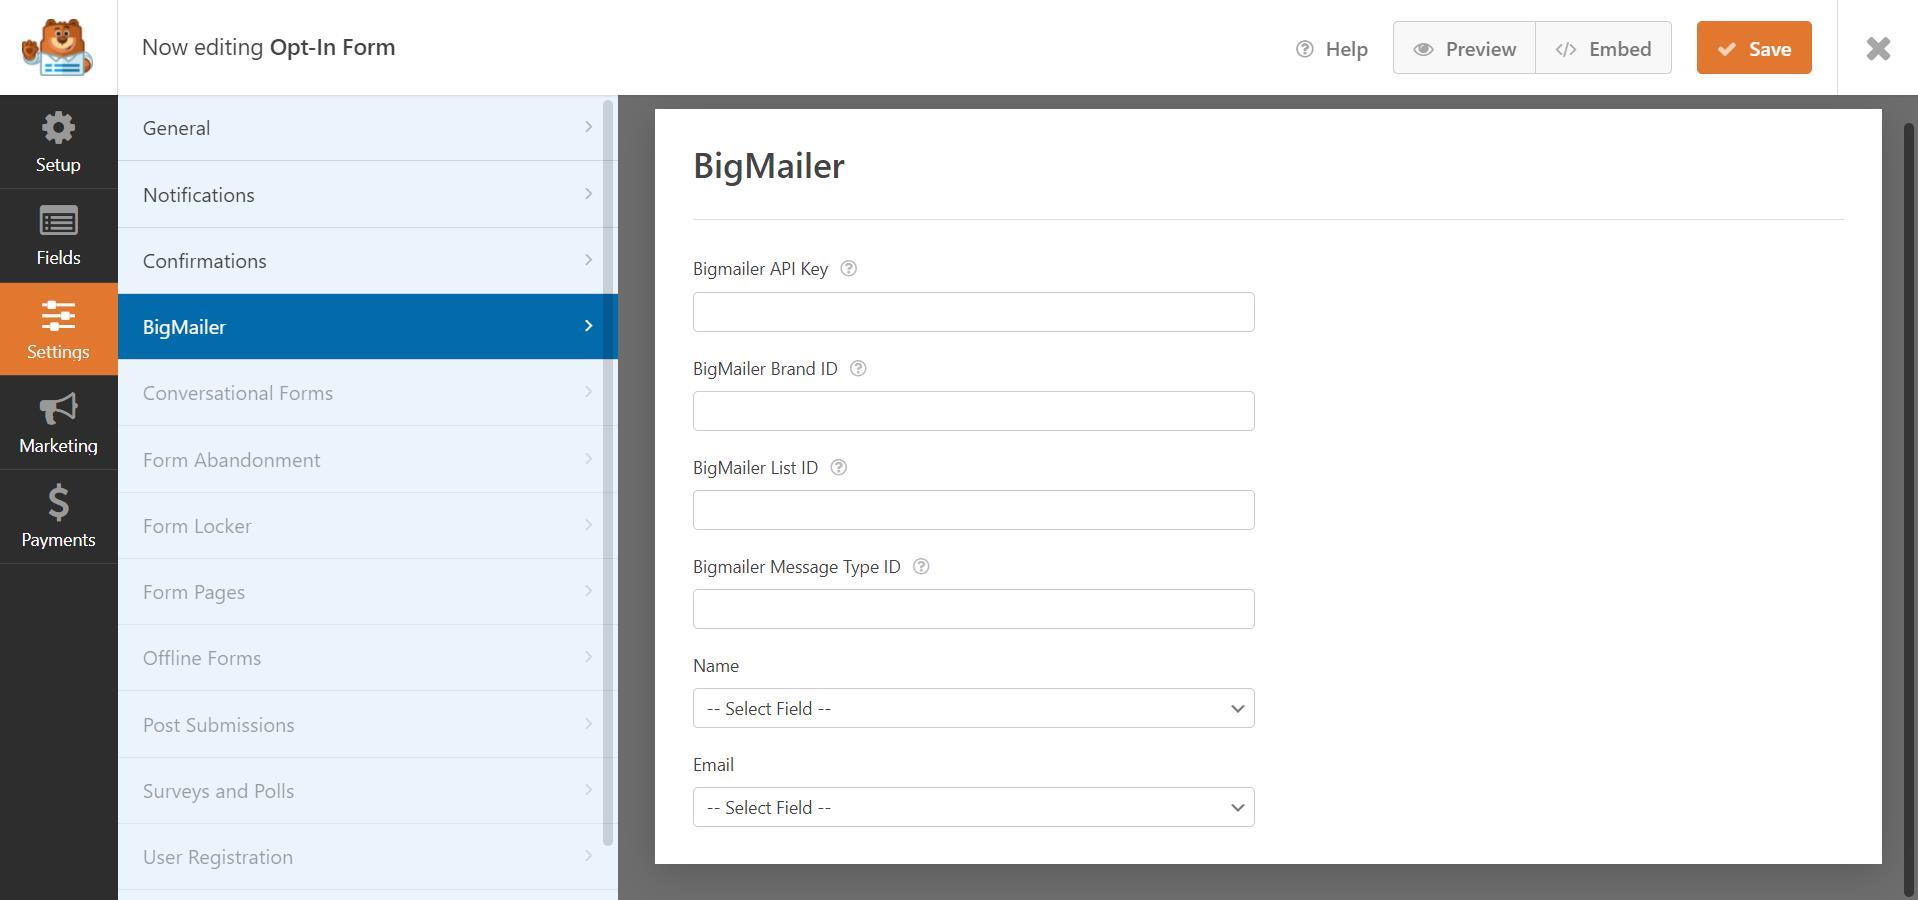 Now editing Opt-In Form
Help
Preview
Embed
Save
Setup
Fields
Settings
Marketing
Payments
General
Notifications
Confirmations
BigMailer
Conversational Forms
Form Abandonment
Form Locker
Form Pages
Offline Forms
Post Submissions
Surveys and Polls
User Registration
BigMailer
Bigmailer API Key
BigMailer Brand ID
BigMailer List ID
Bigmailer Message Type ID
Name
-- Select Field --
Email
-- Select Field --